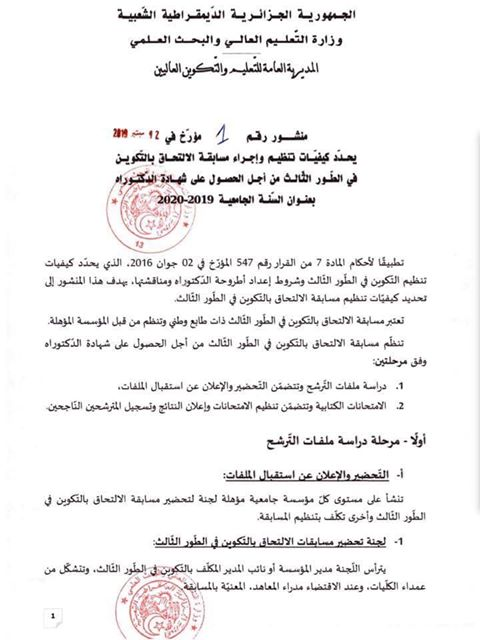 الجمهورية الجزائرية الديمقراطية الشعبية
وزارة التعليم العالي والبحث العلمي
المديرية العامة للتعليم والتكوين العاليين
منشور رقم 1 مؤرخ في 12 سبتمبر 2019
يحدد كيفيات تنظيم وإجراء مسابقة الالتحاق بالتكوين
في الطور الثالث من أجل الحصول على شهادة الدكتوراه
بعنوان السنة الجامعية 2019-2020
تطبيقا لأحكام المادة 7 من القرار رقم 547 المؤرخ في 02 جوان 2016، الذي يحدد كيفيات
تنظيم التكوين في الطور الثالث وشروط إعداد أطروحة الدكتوراه ومناقشتها، يهدف هذا المنشور إلى
تحديد كيفيات تنظيم مسابقة الالتحاق بالتكوين في الطور الثالث.
تعتبر مسابقة الالتحاق بالتكوين في الطور الثالث ذات طابع وطني وتنظم من قبل المؤسسة المؤهلة.
تنظم مسابقة الالتحاق بالتكوين في الطور الثالث من أجل الحصول على شهادة الدكتوراه
وفق مرحلتين:
1. دراسة ملفات الترشح وتتضمن التحضير والإعلان عن استقبال الملفات،
2. الامتحانات الكتابية وتتضمن تنظيم الامتحانات وإعلان النتائج وتسجيل المترشحين الناجحين.
أولا - مرحلة دراسة ملفات الترشح
أ- التحضير والإعلان عن استقبال الملفات:
تنشأ على مستوى كل مؤسسة جامعية مؤهلة لجنة لتحضير مسابقة الالتحاق بالتكوين في
الطور الثالث وأخرى تكلف بتنظيم المسابقة.
1- لجنة تحضير مسابقات الالتحاق بالتكوين في الطور الثالث:
يترأس اللجنة مدير المؤسسة أو نائب المدير المكلف بالتكوين في الطور الثالث، وتتشكل من
عمداء الكليات، وعند الاقتضاء مدراء المعاهد، المعنية بالمسابقة.
1